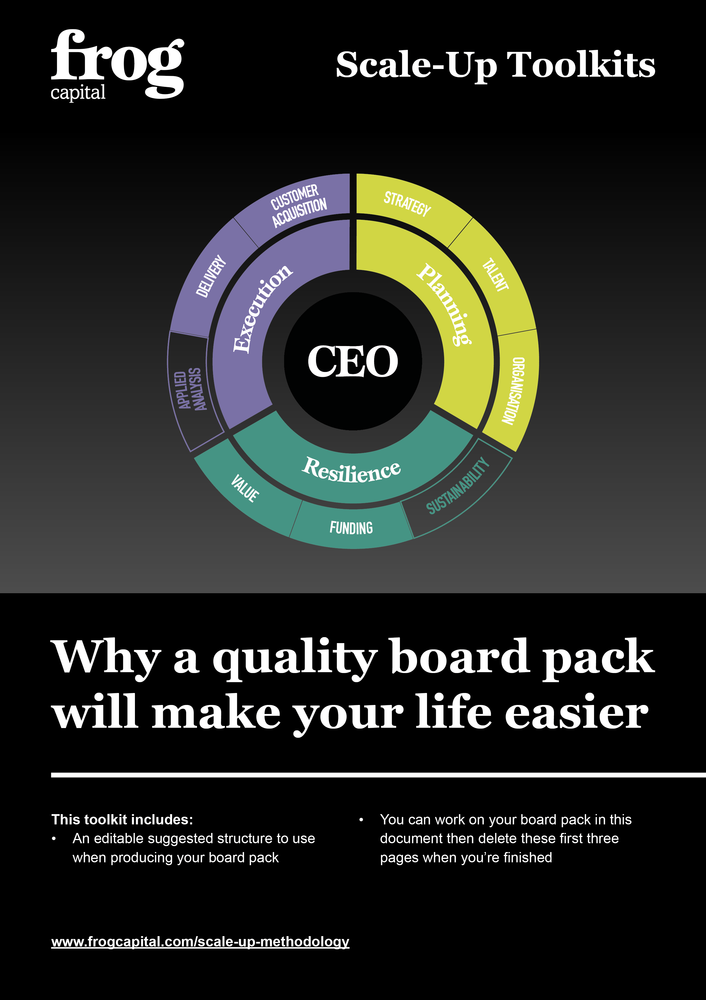 frog
capital
Scale-Up Toolkits
CUSTOMER
ACQUISITION
STRATEGY
DELIVERY
TALENT
Execution
Planning
CEO
APPLIED
ANALYSIS
ORGANISATION
Resilience
VALUE
SUSTAINABILITY
FUNDING
Why a quality board pack
will make your life easier
This toolkit includes:
• An editable suggested structure to use
when producing your board pack
• You can work on your board pack in this
document then delete these first three
pages when you’re finished
www.frogcapital.com/scale-up-methodology